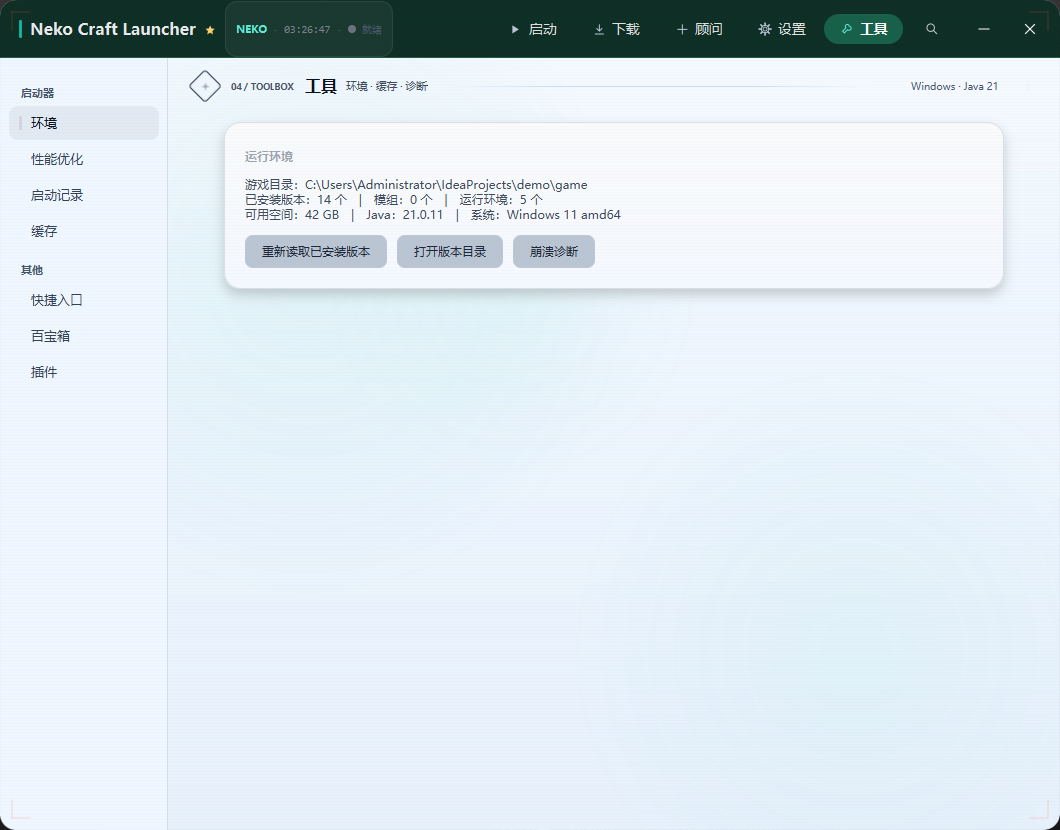 Neko Craft Launcher
NEKO · 03:26:47 · 就绪
启动
下载
顾问
设置
工具
启动器
环境
性能优化
启动记录
缓存
其他
快捷入口
百宝箱
插件
04 / TOOLBOX 工具 环境 · 缓存 · 诊断
Windows · Java 21
运行环境
游戏目录：C:\Users\Administrator\IdeaProjects\demo\game
已安装版本：14 个 | 模组：0 个 | 运行环境：5 个
可用空间：42 GB | Java：21.0.11 | 系统：Windows 11 amd64
重新读取已安装版本
打开版本目录
崩溃诊断